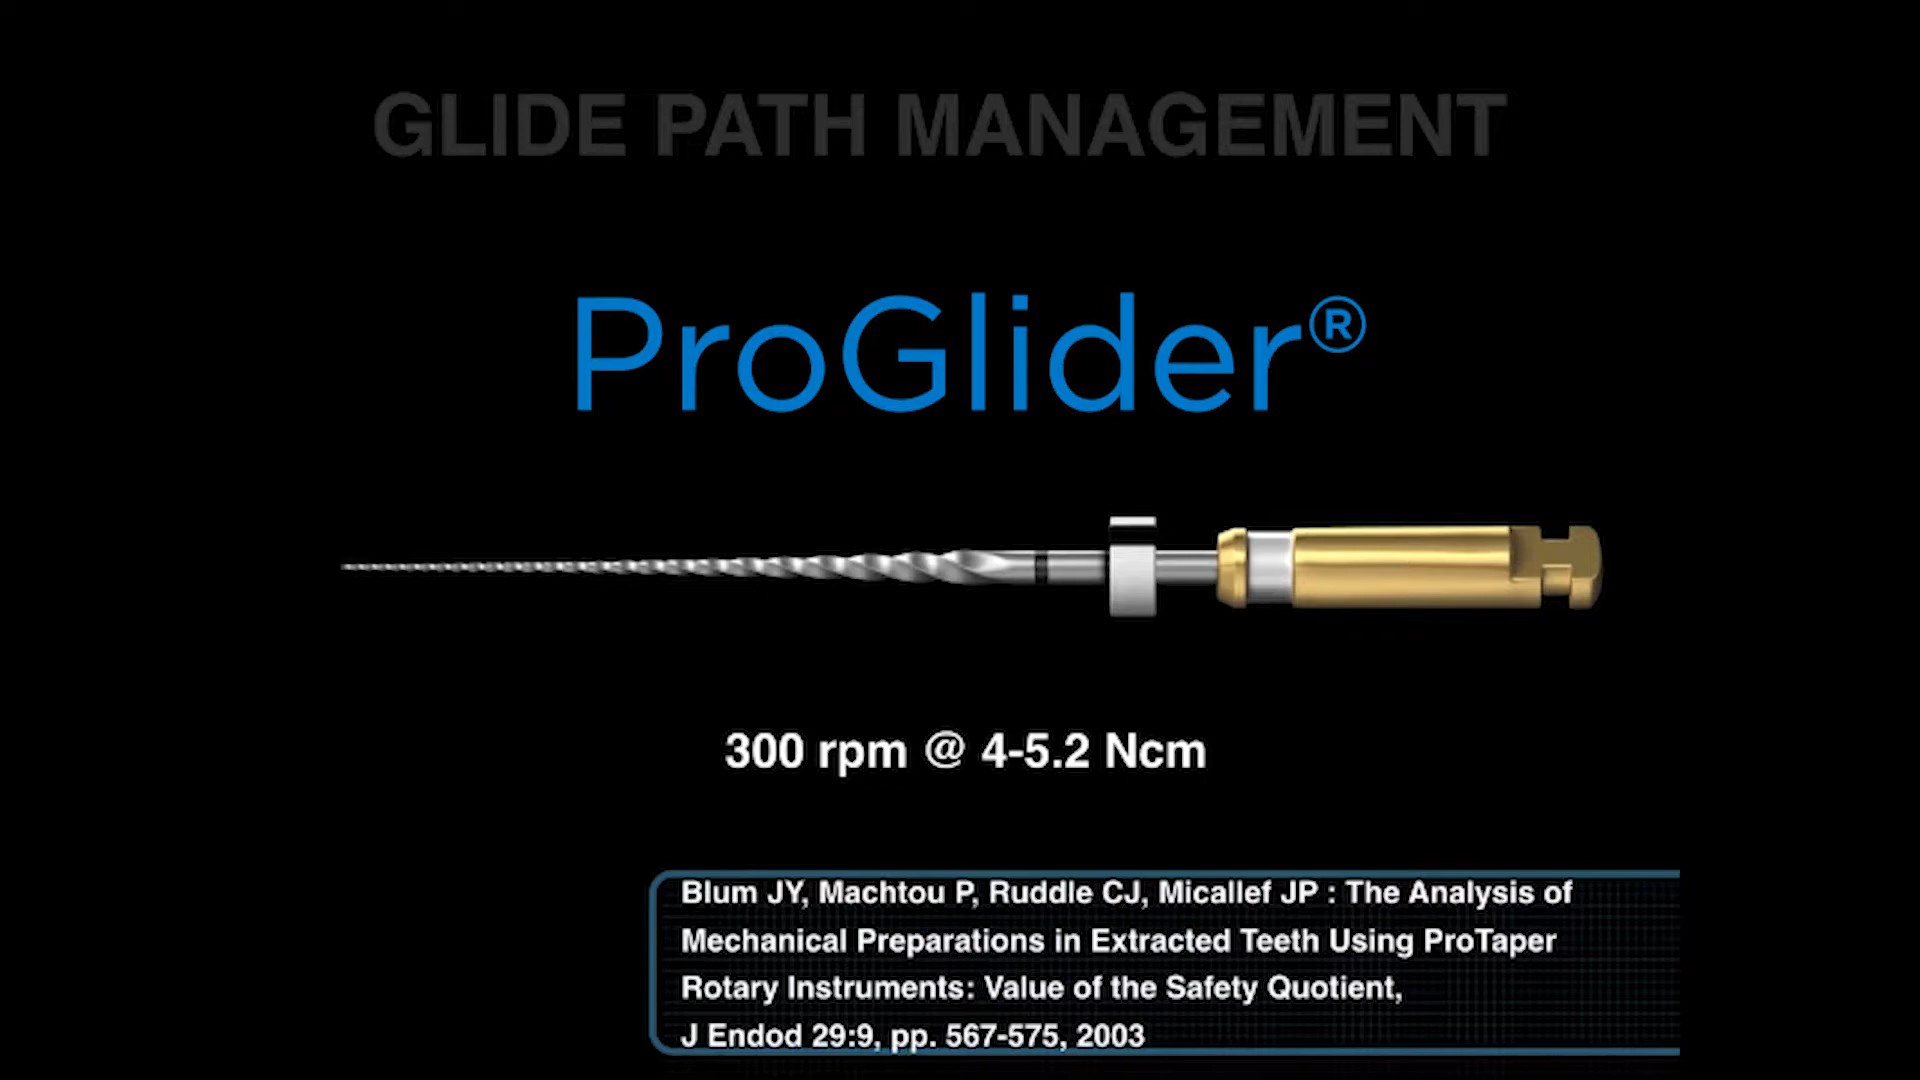 GLIDE PATH MANAGEMENT
ProGlider®
300 rpm @ 4-5.2 Ncm
Blum JY, Machtou P, Ruddle CJ, Micallef JP : The Analysis of
Mechanical Preparations in Extracted Teeth Using ProTaper
Rotary Instruments: Value of the Safety Quotient,
J Endod 29:9, pp. 567-575, 2003